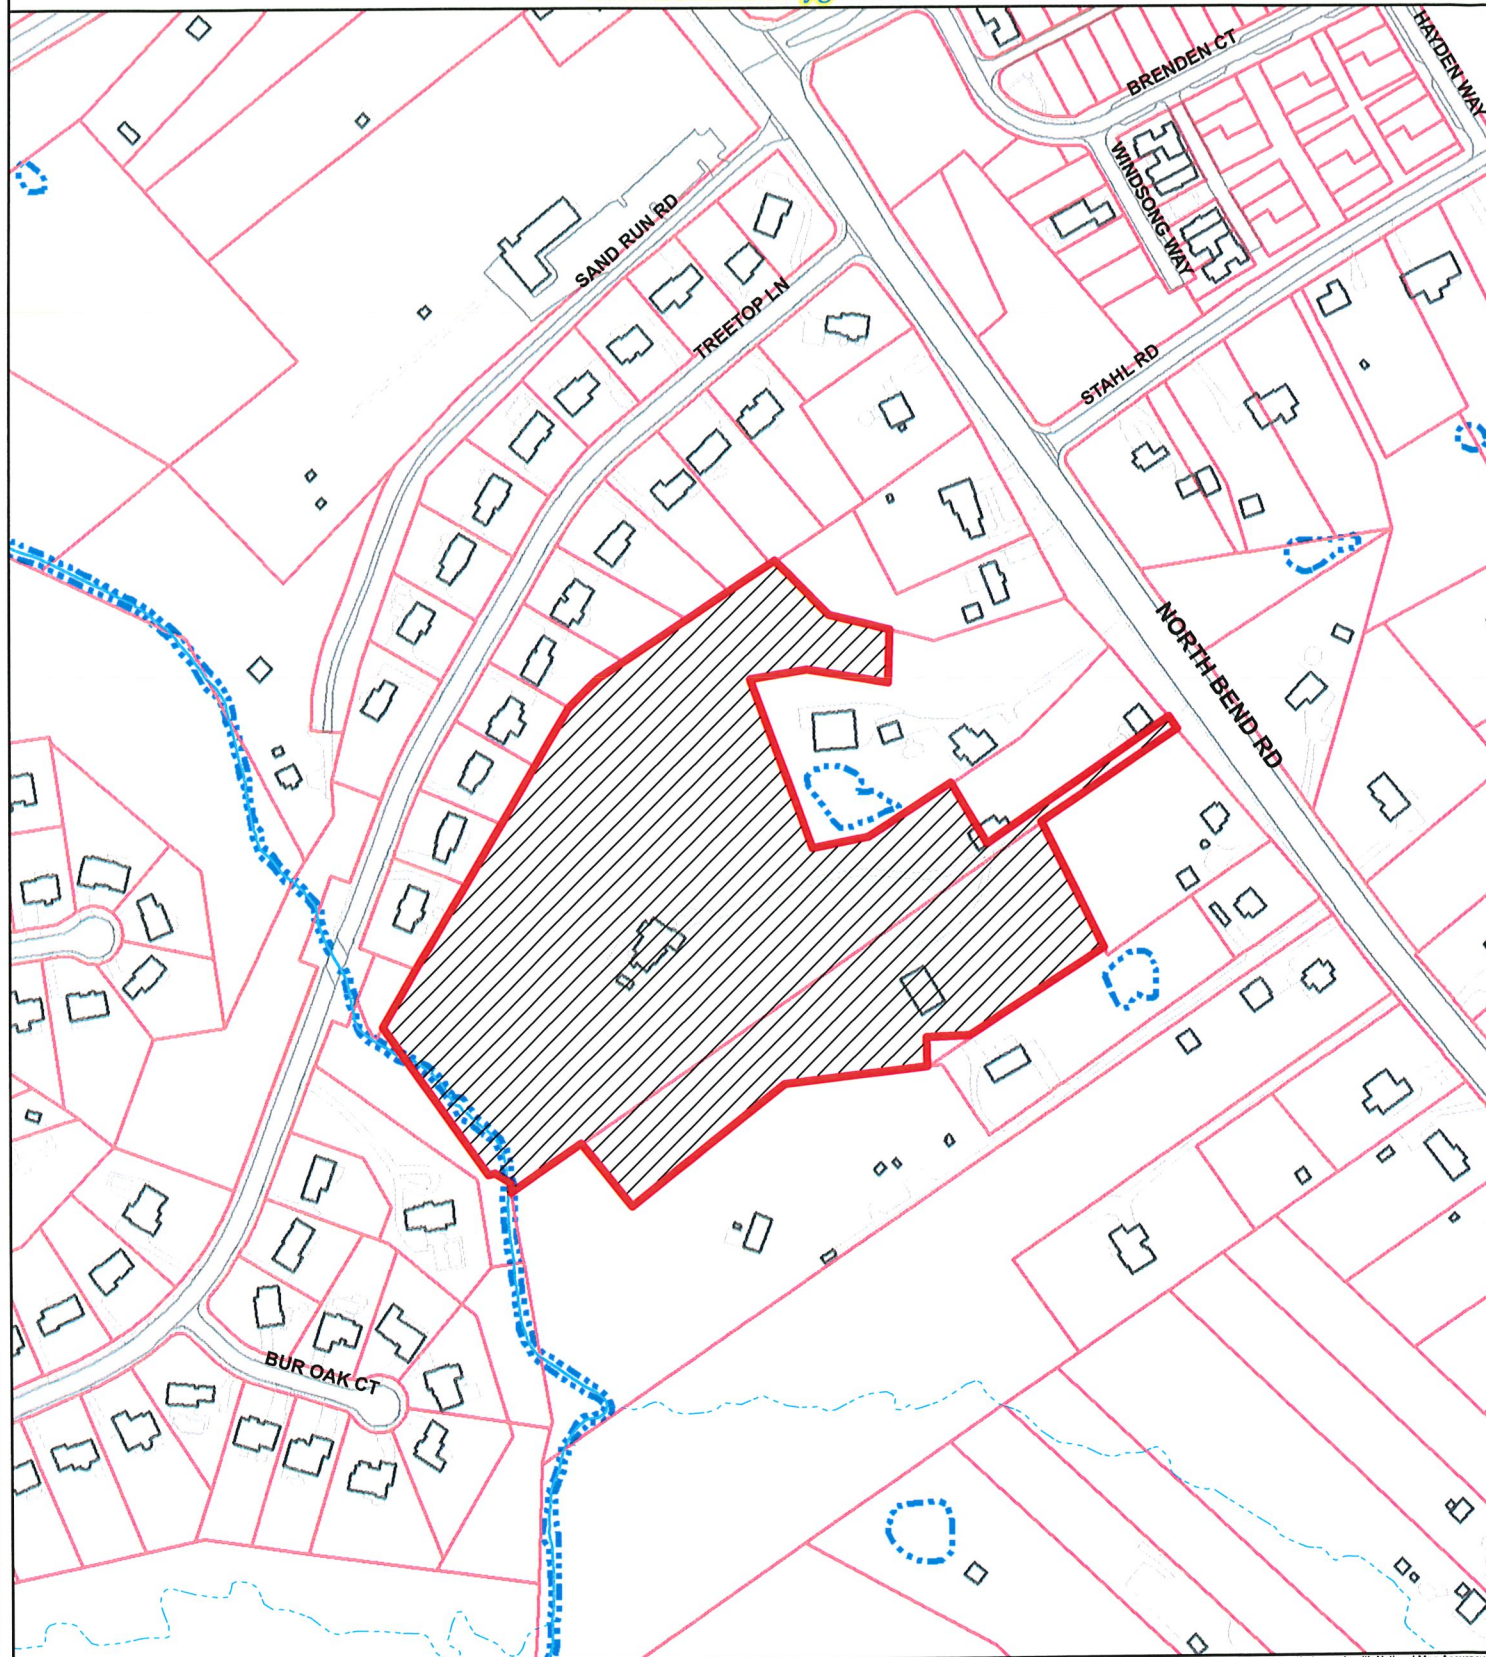 BRENDEN CT
HAYDEN WAY
WINDSONG WAY
SAND RUN RD
TREETOP LN
STAHL RD
NORTH BEND RD
BUR OAK CT